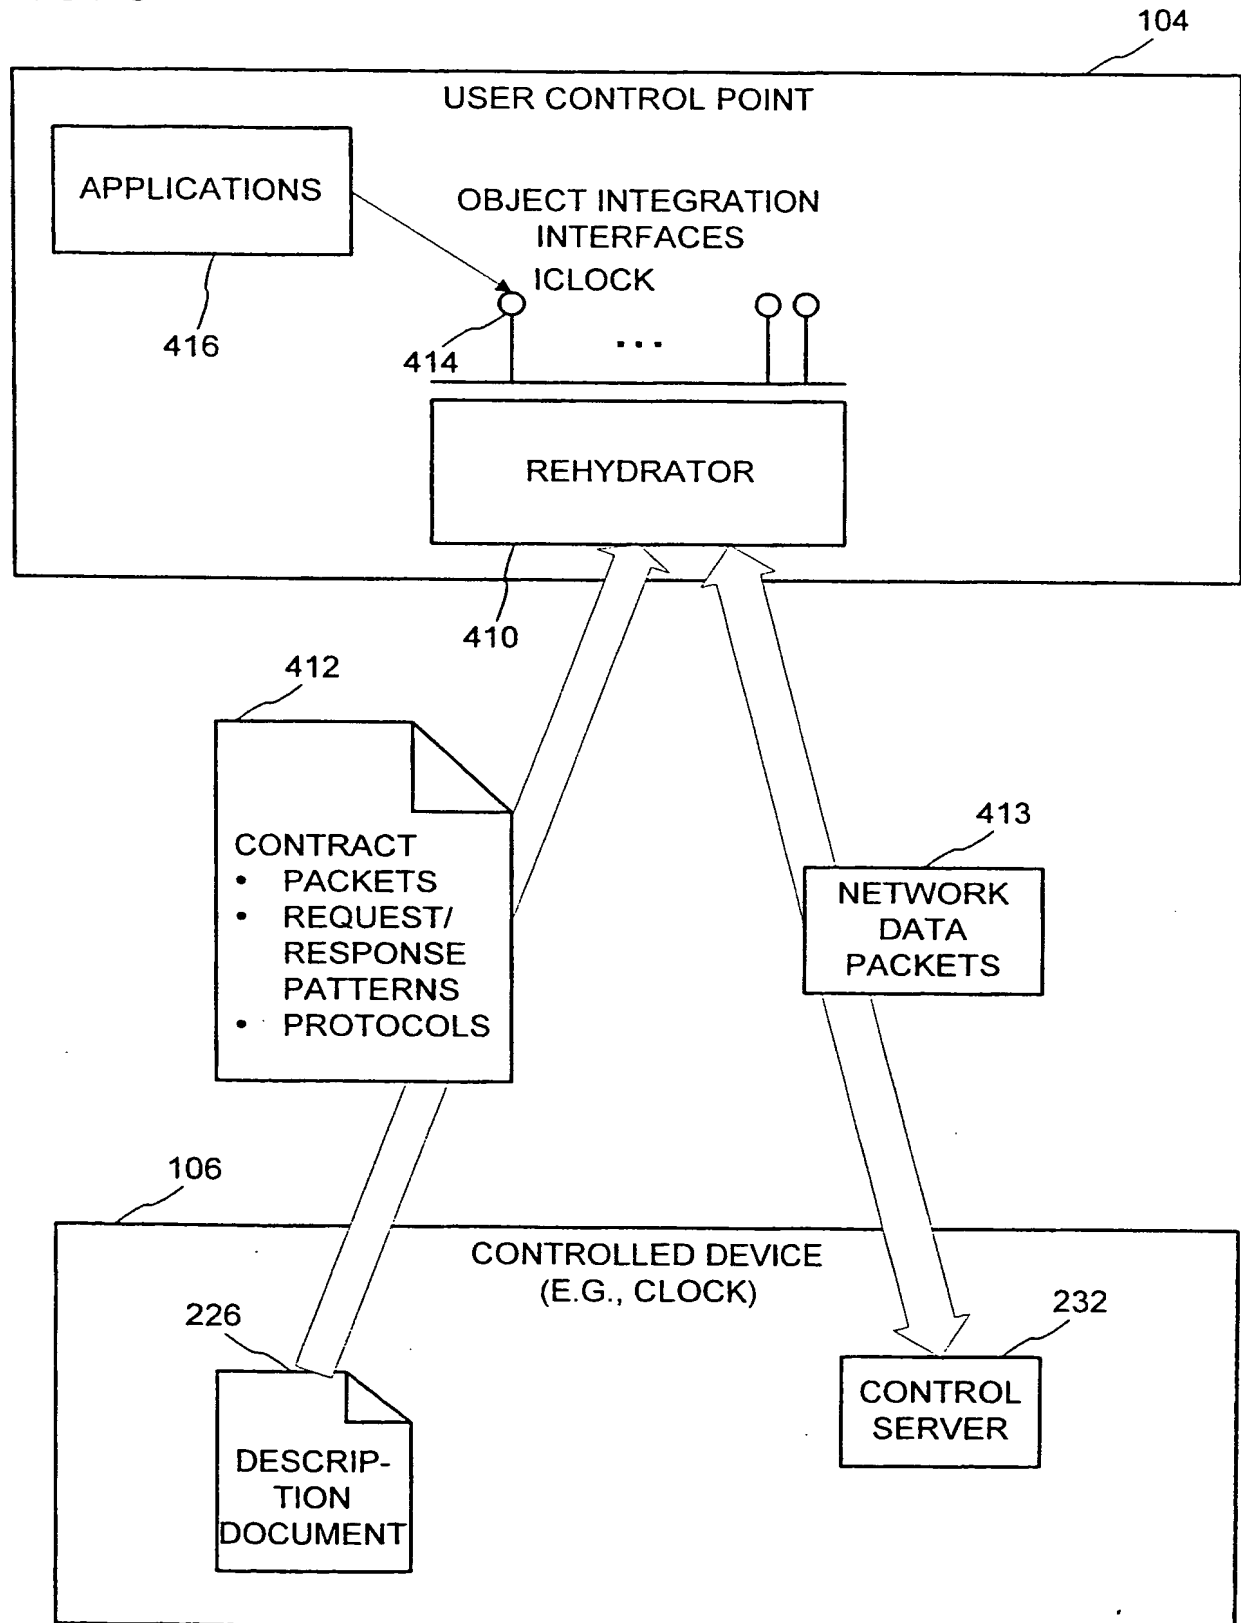 104
USER CONTROL POINT
APPLICATIONS
OBJECT INTEGRATION
INTERFACES
ICLOCK
416
414
...
REHYDRATOR
410
412
CONTRACT
• PACKETS
• REQUEST/
RESPONSE
PATTERNS
• PROTOCOLS
413
NETWORK
DATA
PACKETS
106
CONTROLLED DEVICE
(E.G., CLOCK)
226
232
DESCRIP-
TION
DOCUMENT
CONTROL
SERVER